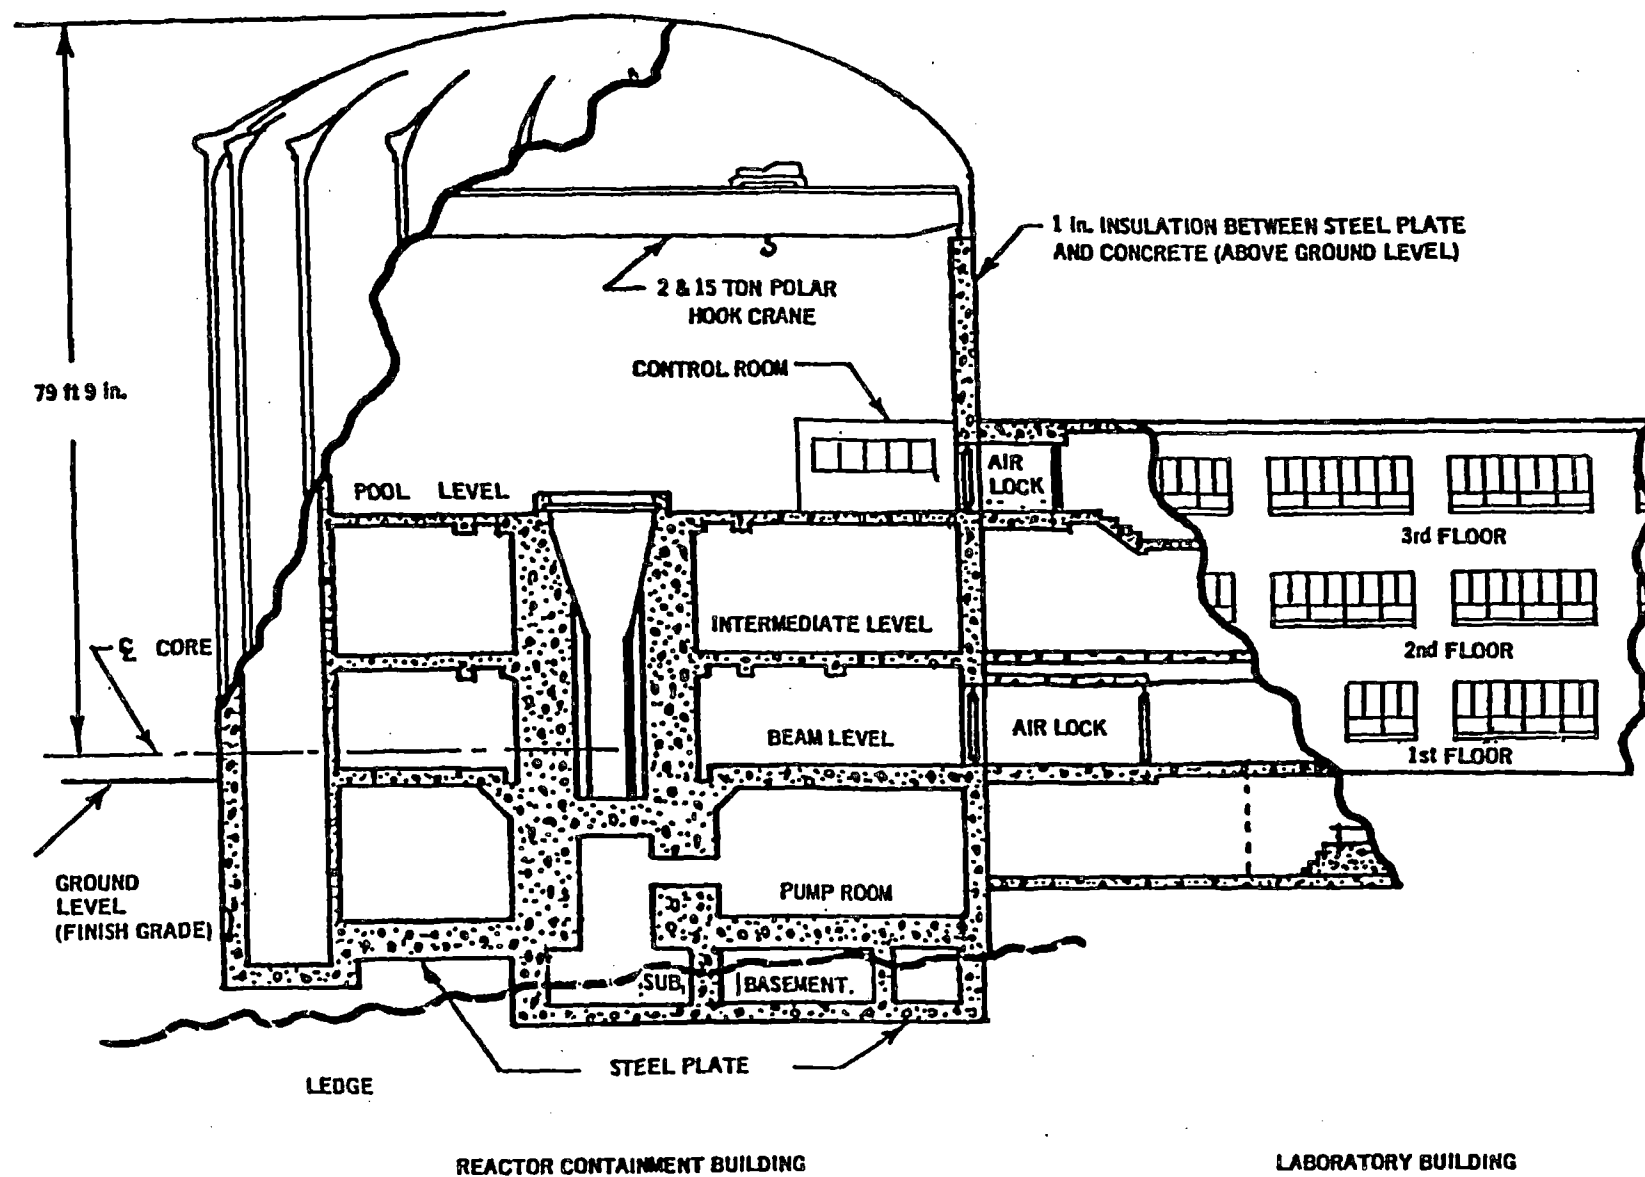 1 in. INSULATION BETWEEN STEEL PLATE
AND CONCRETE (ABOVE GROUND LEVEL)
2 & 15 TON POLAR
HOOK CRANE
CONTROL ROOM
79 ft 9 in.
AIR
LOCK
POOL LEVEL
3rd FLOOR
INTERMEDIATE LEVEL
℄ CORE
2nd FLOOR
BEAM LEVEL
AIR LOCK
1st FLOOR
GROUND
LEVEL
(FINISH GRADE)
PUMP ROOM
SUB BASEMENT.
STEEL PLATE
LEDGE
REACTOR CONTAINMENT BUILDING
LABORATORY BUILDING